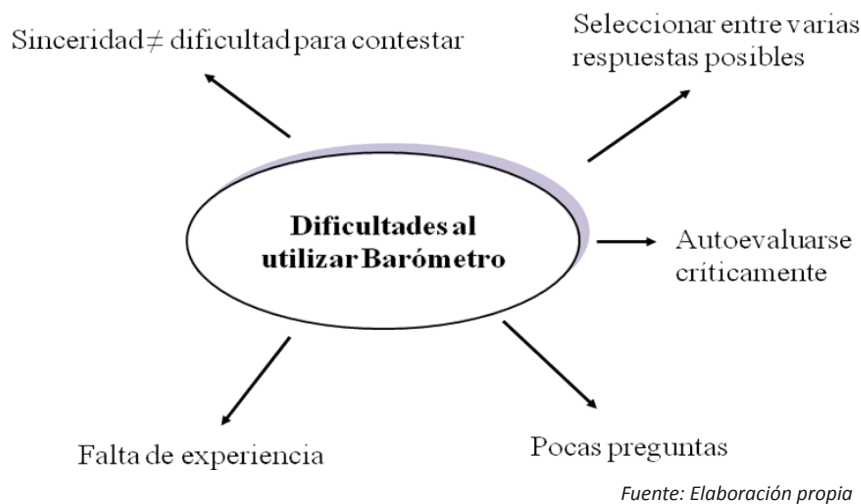 Sinceridad ≠ dificultad para contestar
Seleccionar entre varias
respuestas posibles
Dificultades al
utilizar Barómetro
Autoevaluarse
críticamente
Falta de experiencia
Pocas preguntas
Fuente: Elaboración propia